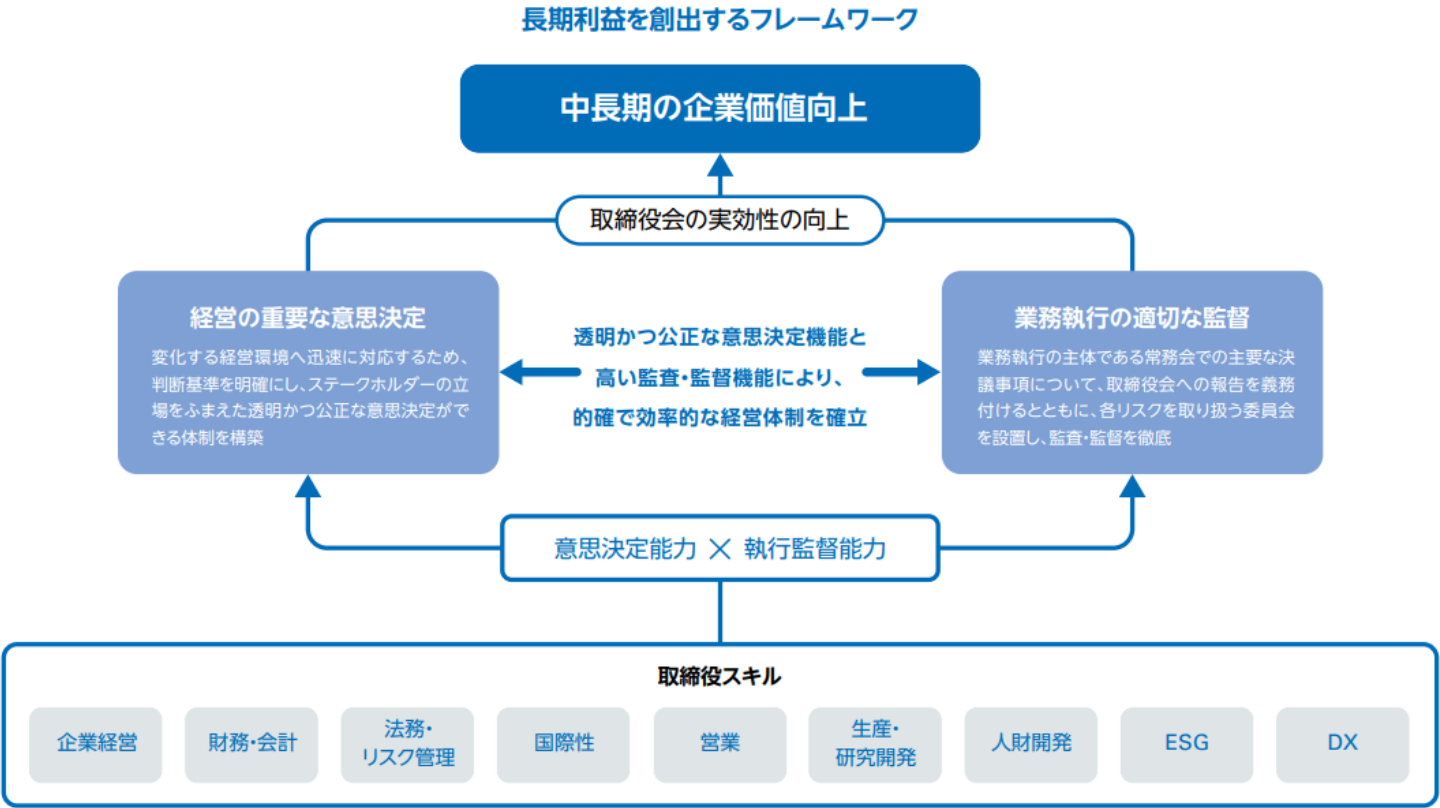 長期利益を創出するフレームワーク
中長期の企業価値向上
取締役会の実効性の向上
経営の重要な意思決定
変化する経営環境へ迅速に対応するため、
判断基準を明確にし、ステークホルダーの立
場をふまえた透明かつ公正な意思決定がで
きる体制を構築
透明かつ公正な意思決定機能と
高い監査・監督機能により、
的確で効率的な経営体制を確立
業務執行の適切な監督
業務執行の主体である常務会での主要な決
議事項について、取締役会への報告を義務
付けるとともに、各リスクを取り扱う委員会
を設置し、監査・監督を徹底
意思決定能力 × 執行監督能力
取締役スキル
企業経営
財務・会計
法務・
リスク管理
国際性
営業
生産・
研究開発
人財開発
ESG
DX